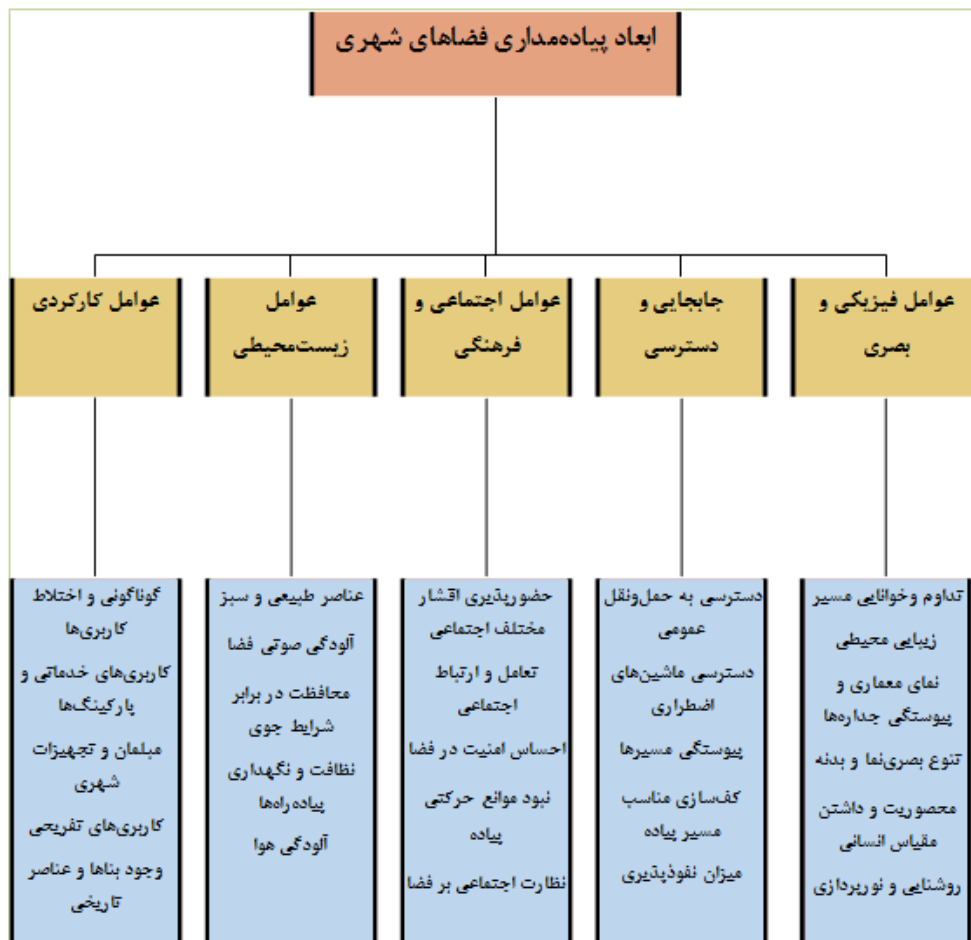 ابعاد پیاده‌مداری فضاهای شهری
عوامل فیزیکی و
بصری
جابجایی و
دسترسی
عوامل اجتماعی و
فرهنگی
عوامل
زیست‌محیطی
عوامل کارکردی
تداوم وخوانایی مسیر
زیبایی محیطی
نمای معماری و
پیوستگی جداره‌ها
تنوع بصری‌نما و بدنه
محصوریت و داشتن
مقیاس انسانی
روشنایی و نورپردازی
دسترسی به حمل‌ونقل
عمومی
دسترسی ماشین‌های
اضطراری
پیوستگی مسیرها
کف‌سازی مناسب
مسیر پیاده
میزان نفوذپذیری
حضورپذیری اقشار
مختلف اجتماعی
تعامل و ارتباط
اجتماعی
احساس امنیت در فضا
نبود موانع حرکتی
پیاده
نظارت اجتماعی بر فضا
عناصر طبیعی و سبز
آلودگی صوتی فضا
محافظت در برابر
شرایط جوی
نظافت و نگهداری
پیاده‌راه‌ها
آلودگی هوا
گوناگونی و اختلاط
کاربری‌ها
کاربری‌های خدماتی و
پارکینگ‌ها
مبلمان و تجهیزات
شهری
کاربری‌های تفریحی
وجود بناها و عناصر
تاریخی